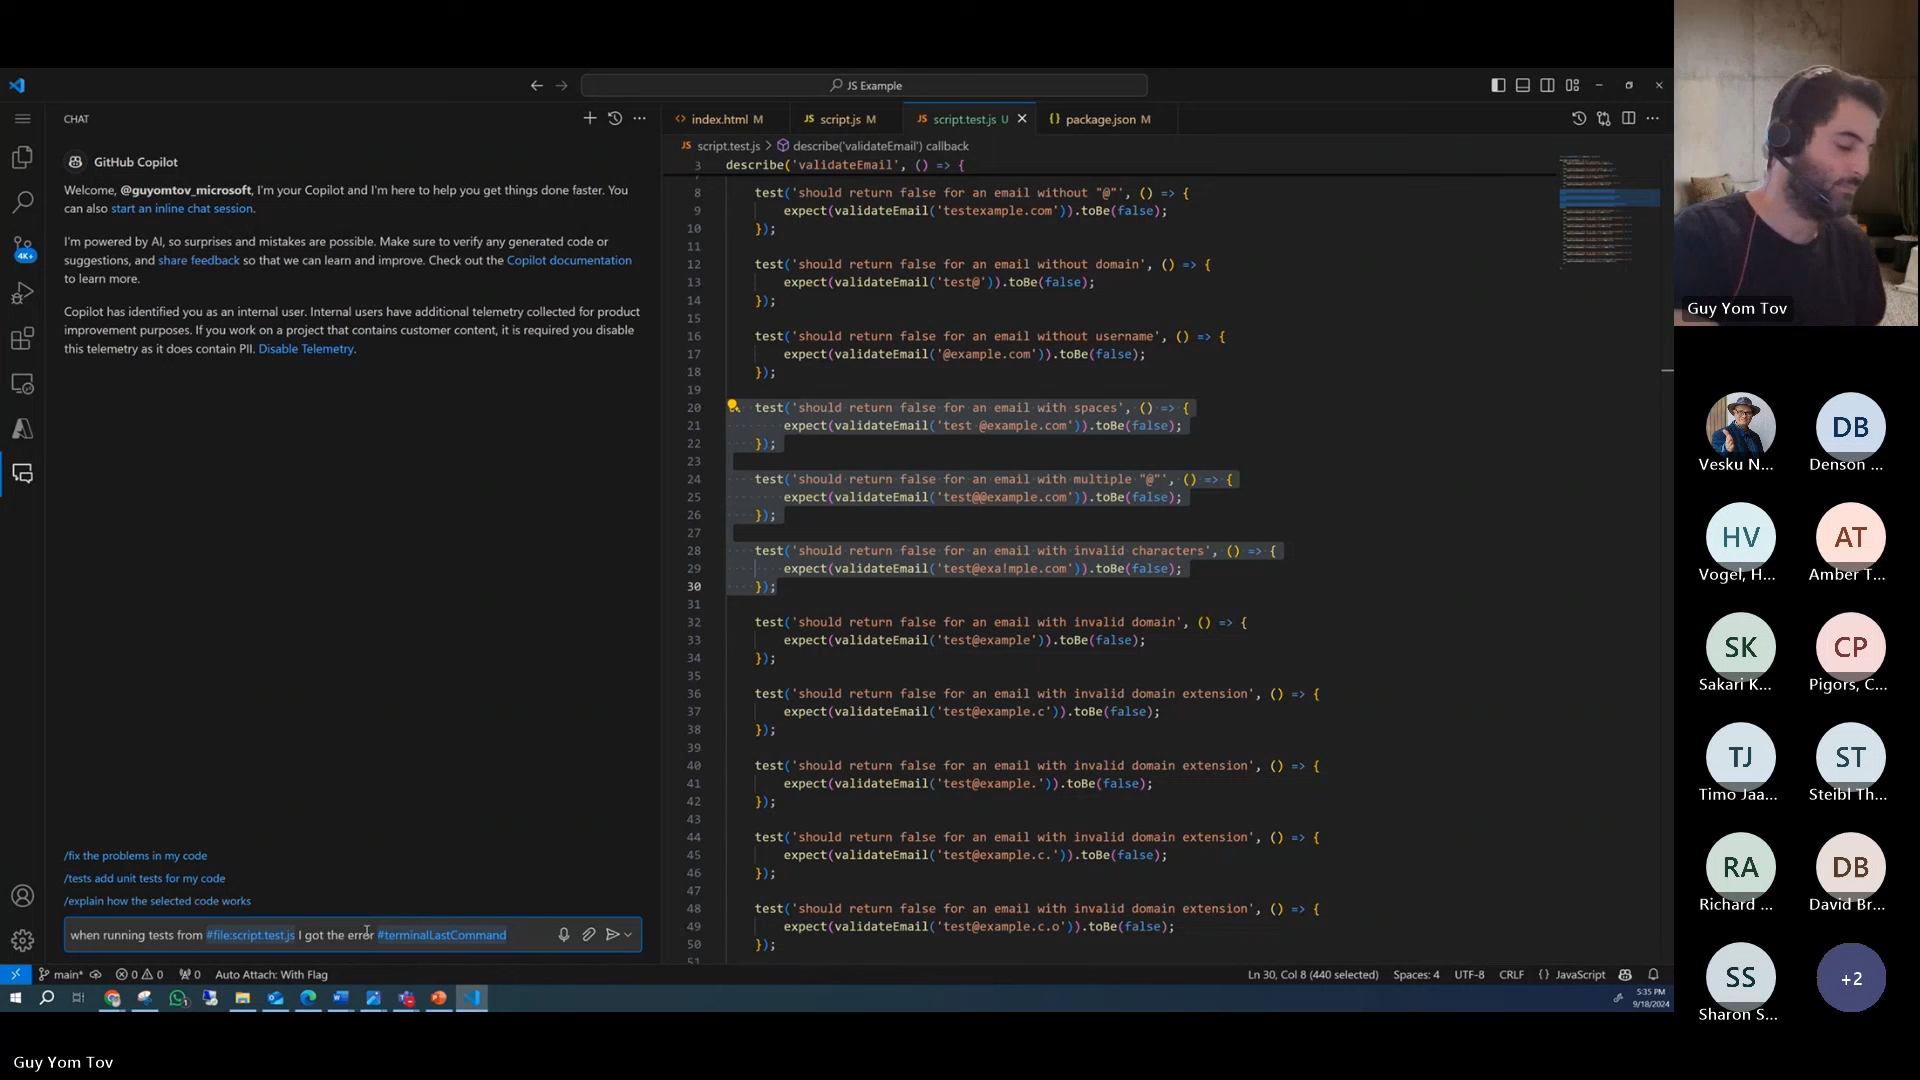 JS Example
CHAT
GitHub Copilot
Welcome, @guyomtov_microsoft, I'm your Copilot and I'm here to help you get things done faster. You
can also start an inline chat session.
I'm powered by AI, so surprises and mistakes are possible. Make sure to verify any generated code or
suggestions, and share feedback so that we can learn and improve. Check out the Copilot documentation
to learn more.
Copilot has identified you as an internal user. Internal users have additional telemetry collected for product
improvement purposes. If you work on a project that contains customer content, it is required you disable
this telemetry as it does contain PII. Disable Telemetry.
4K+
/fix the problems in my code
/tests add unit tests for my code
/explain how the selected code works
when running tests from #file:script.test.js I got the error #terminalLastCommand
<> index.html M
JS script.js M
JS script.test.js U
{} package.json M
JS script.test.js > describe('validateEmail') callback
3 describe('validateEmail', () => {
8 test('should return false for an email without "@"', () => {
9 expect(validateEmail('testexample.com')).toBe(false);
10 });
11
12 test('should return false for an email without domain', () => {
13 expect(validateEmail('test@')).toBe(false);
14 });
15
16 test('should return false for an email without username', () => {
17 expect(validateEmail('@example.com')).toBe(false);
18 });
19
20 test('should return false for an email with spaces', () => {
21 expect(validateEmail('test @example.com')).toBe(false);
22 });
23
24 test('should return false for an email with multiple "@"', () => {
25 expect(validateEmail('test@@example.com')).toBe(false);
26 });
27
28 test('should return false for an email with invalid characters', () => {
29 expect(validateEmail('test@exa!mple.com')).toBe(false);
30 });
31
32 test('should return false for an email with invalid domain', () => {
33 expect(validateEmail('test@example')).toBe(false);
34 });
35
36 test('should return false for an email with invalid domain extension', () => {
37 expect(validateEmail('test@example.c')).toBe(false);
38 });
39
40 test('should return false for an email with invalid domain extension', () => {
41 expect(validateEmail('test@example.')).toBe(false);
42 });
43
44 test('should return false for an email with invalid domain extension', () => {
45 expect(validateEmail('test@example.c.')).toBe(false);
46 });
47
48 test('should return false for an email with invalid domain extension', () => {
49 expect(validateEmail('test@example.c.o')).toBe(false);
50 });
51
main* 0 0 0 Auto Attach: With Flag
Ln 30, Col 8 (440 selected) Spaces: 4 UTF-8 CRLF {} JavaScript
5:35 PM
9/18/2024
Guy Yom Tov
Guy Yom Tov
DB
Vesku N... Denson ...
HV AT
Vogel, H... Amber T...
SK CP
Sakari K... Pigors, C...
TJ ST
Timo Jaa... Steibl Th...
RA DB
Richard ... David Br...
SS +2
Sharon S...